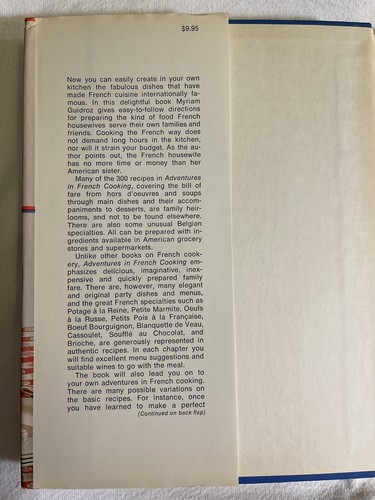 $9.95
Now you can easily create in your own
kitchen the fabulous dishes that have
made French cuisine internationally fa-
mous. In this delightful book Myriam
Guidroz gives easy-to-follow directions
for preparing the kind of food French
housewives serve their own families and
friends. Cooking the French way does
not demand long hours in the kitchen,
nor will it strain your budget. As the au-
thor points out, the French housewife
has no more time or money than her
American sister.
Many of the 300 recipes in Adventures
in French Cooking, covering the bill of
fare from hors d'oeuvres and soups
through main dishes and their accom-
paniments to desserts, are family heir-
looms, and not to be found elsewhere.
There are also some unusual Belgian
specialties. All can be prepared with in-
gredients available in American grocery
stores and supermarkets.
Unlike other books on French cook-
ery, Adventures in French Cooking em-
phasizes delicious, imaginative, inex-
pensive and quickly prepared family
fare. There are, however, many elegant
and original party dishes and menus,
and the great French specialties such as
Potage à la Reine, Petite Marmite, Oeufs
à la Russe, Petits Pois à la Française,
Boeuf Bourguignon, Blanquette de Veau,
Cassoulet, Soufflé au Chocolat, and
Brioche, are generously represented in
authentic recipes. In each chapter you
will find excellent menu suggestions and
suitable wines to go with the meal.
The book will also lead you on to
your own adventures in French cooking.
There are many possible variations on
the basic recipes. For instance, once
you have learned to make a perfect
(Continued on back flap)